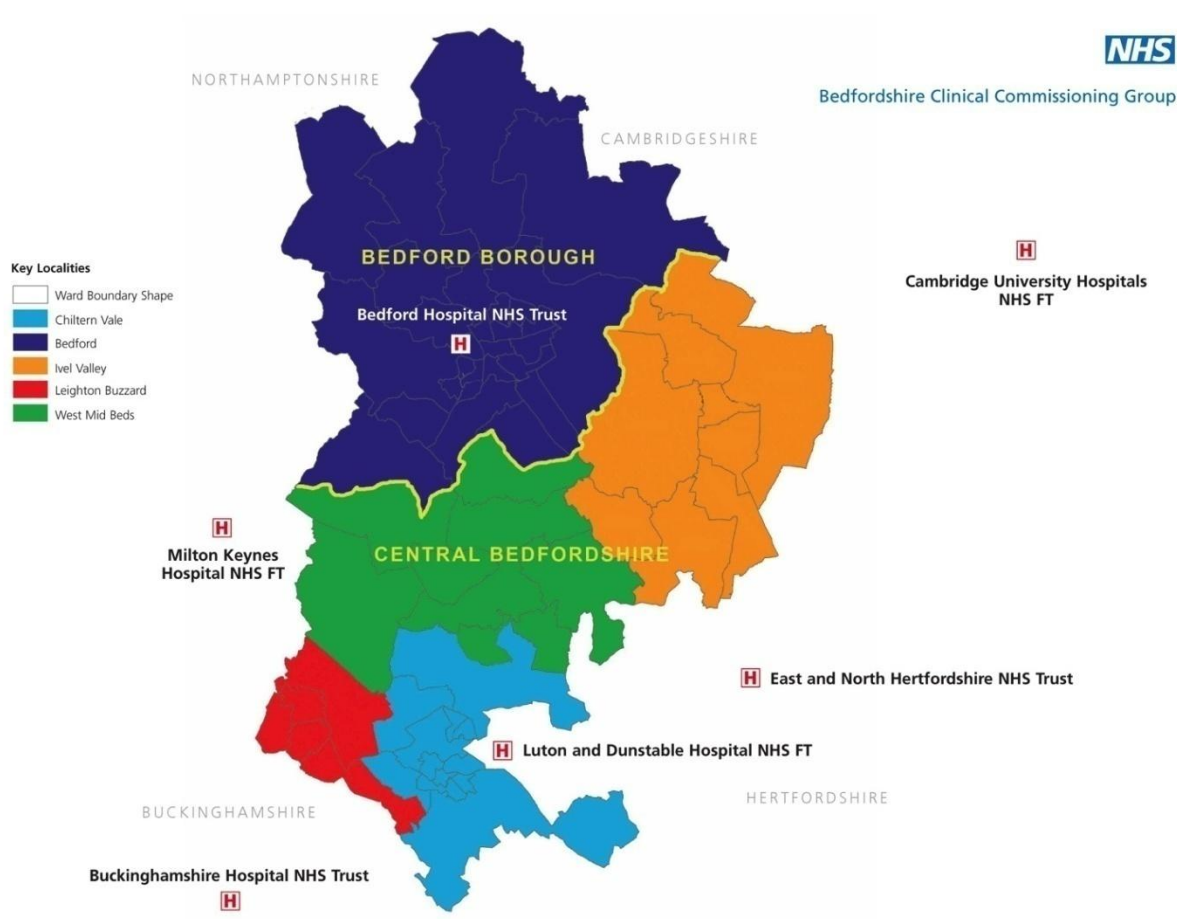 NHS
Bedfordshire Clinical Commissioning Group
NORTHAMPTONSHIRE
CAMBRIDGESHIRE
Key Localities
Ward Boundary Shape
Chiltern Vale
Bedford
Ivel Valley
Leighton Buzzard
West Mid Beds
BEDFORD BOROUGH
Bedford Hospital NHS Trust
H
H
Cambridge University Hospitals
NHS FT
H
Milton Keynes
Hospital NHS FT
CENTRAL BEDFORDSHIRE
H East and North Hertfordshire NHS Trust
H Luton and Dunstable Hospital NHS FT
HERTFORDSHIRE
BUCKINGHAMSHIRE
Buckinghamshire Hospital NHS Trust
H